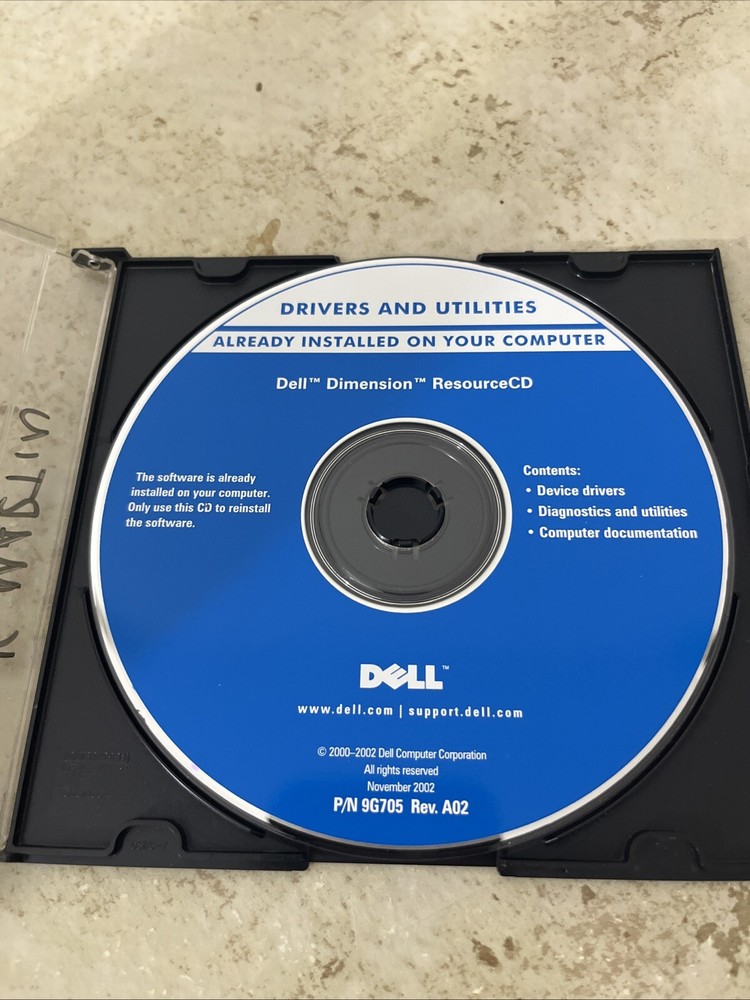 DRIVERS AND UTILITIES
ALREADY INSTALLED ON YOUR COMPUTER
Dell™ Dimension™ ResourceCD
The software is already
installed on your computer.
Only use this CD to reinstall
the software.
Contents:
• Device drivers
• Diagnostics and utilities
• Computer documentation
DELL™
www.dell.com | support.dell.com
© 2000–2002 Dell Computer Corporation
All rights reserved
November 2002
P/N 9G705 Rev. A02